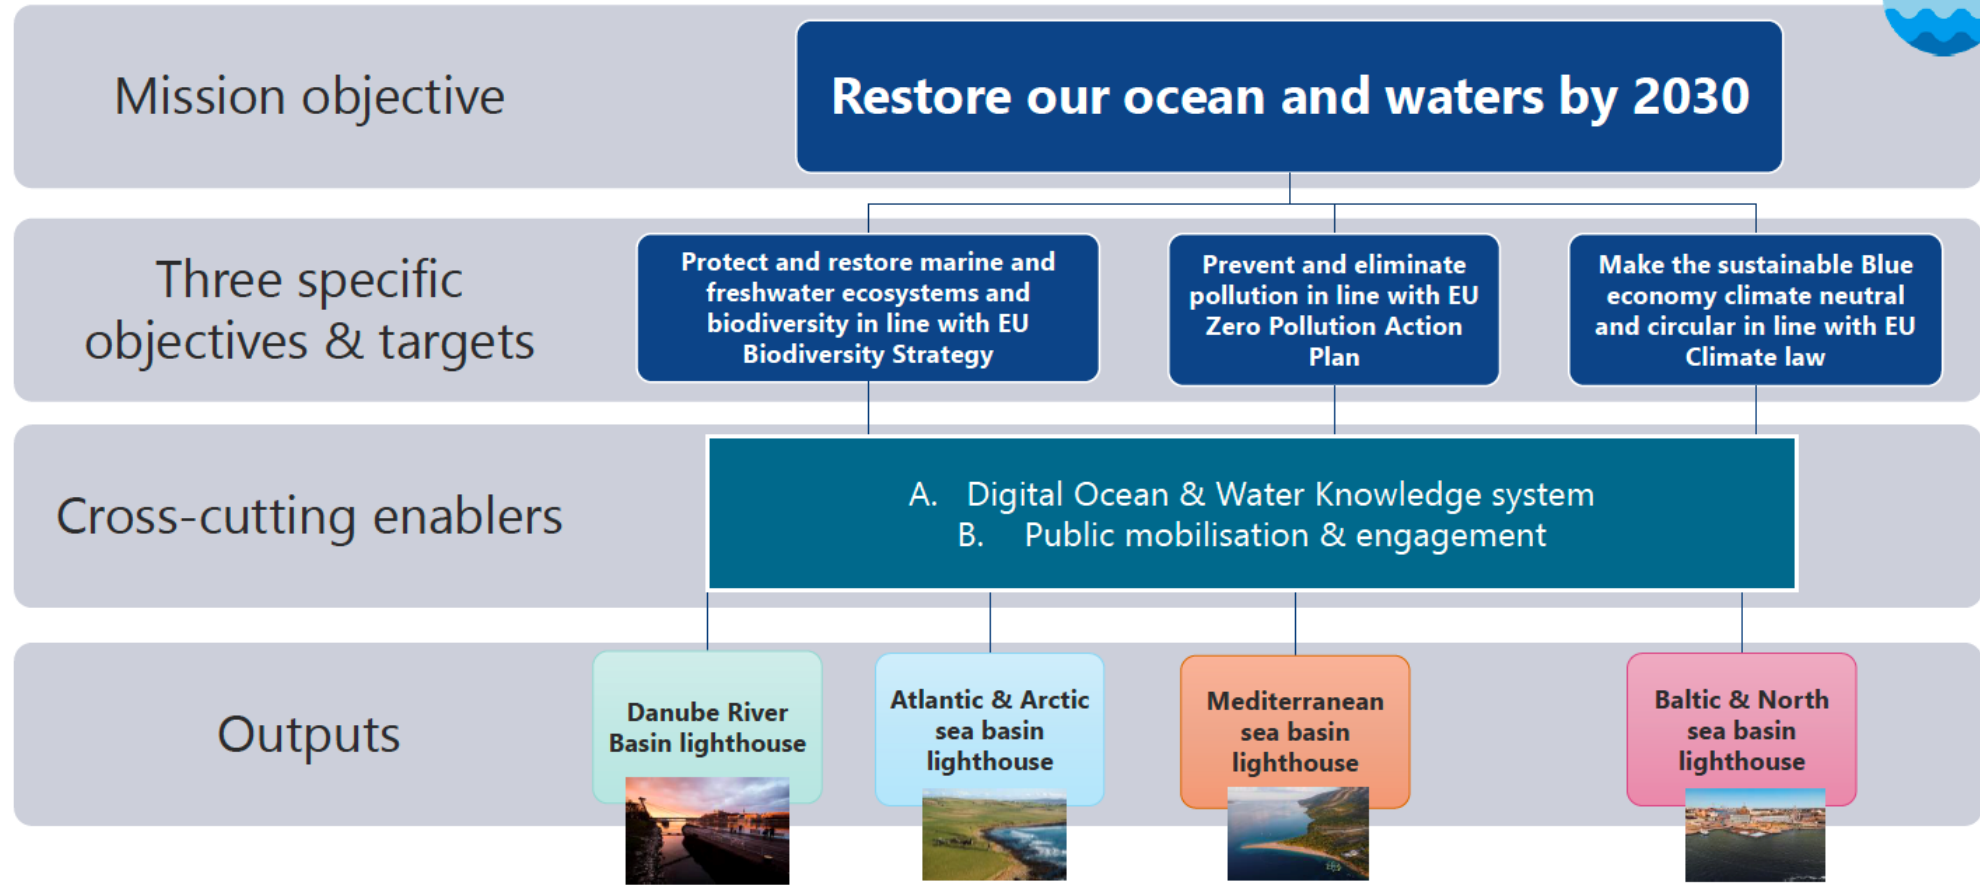 Mission objective
Restore our ocean and waters by 2030
Three specific
objectives & targets
Protect and restore marine and
freshwater ecosystems and
biodiversity in line with EU
Biodiversity Strategy
Prevent and eliminate
pollution in line with EU
Zero Pollution Action
Plan
Make the sustainable Blue
economy climate neutral
and circular in line with EU
Climate law
Cross-cutting enablers
A. Digital Ocean & Water Knowledge system
B. Public mobilisation & engagement
Outputs
Danube River
Basin lighthouse
Atlantic & Arctic
sea basin
lighthouse
Mediterranean
sea basin
lighthouse
Baltic & North
sea basin
lighthouse